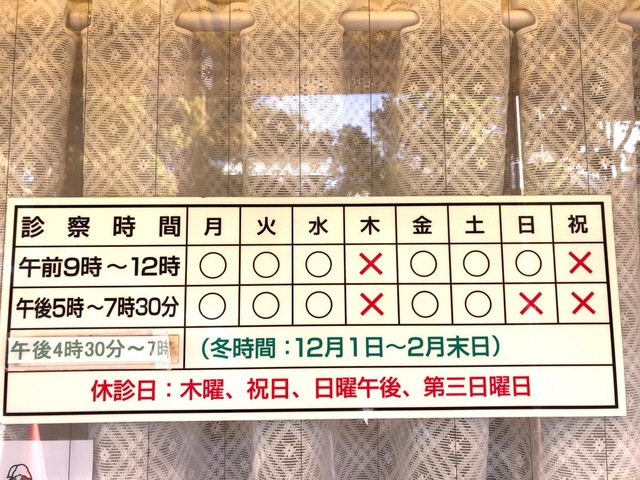 診察時間 月 火 水 木 金 土 日 祝
午前9時～12時 ○ ○ ○ × ○ ○ ○ ×
午後5時～7時30分 ○ ○ ○ × ○ ○ × ×
午後4時30分～7時 (冬時間：12月1日～2月末日)
休診日：木曜、祝日、日曜午後、第三日曜日